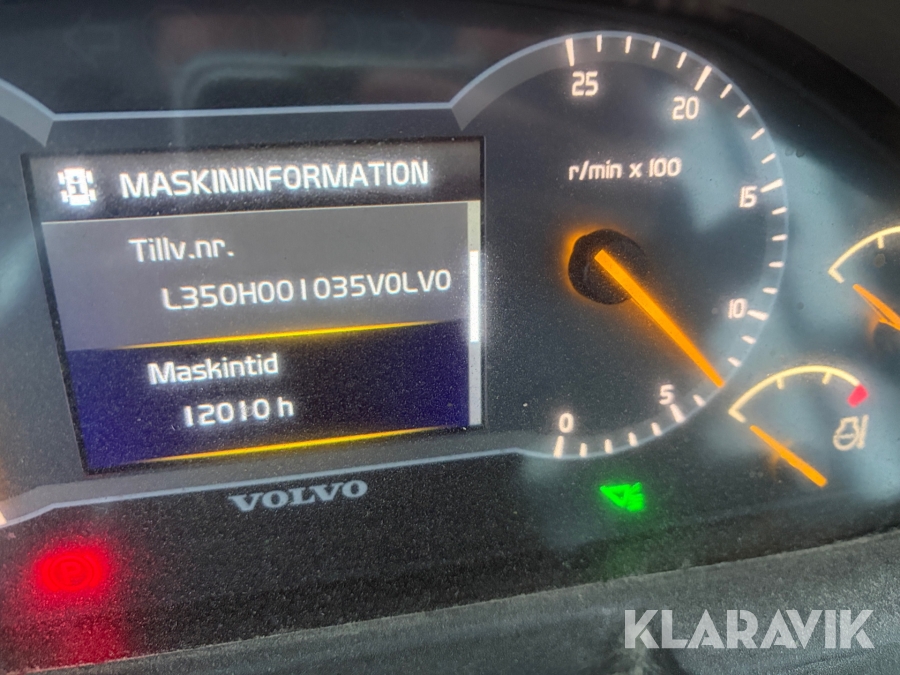 MASKININFORMATION
Tillv.nr.
L350H001035VOLVO
Maskintid
12010 h
VOLVO
25
20
r/min x 100
15
10
5
0
KLARAVIK